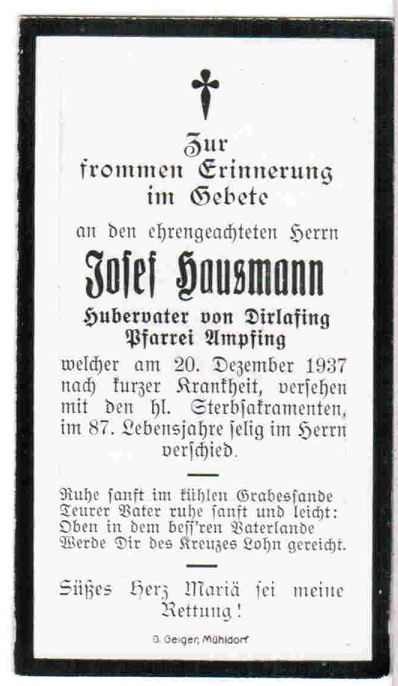 Zur
frommen Erinnerung
im Gebete
an den ehrengeachteten Herrn
Josef Hausmann
Hubervater von Dirlafing
Pfarrei Ampfing
welcher am 20. Dezember 1937
nach kurzer Krankheit, versehen
mit den hl. Sterbsakramenten,
im 87. Lebensjahre selig im Herrn
verschied.
Ruhe sanft im kühlen Grabessande
Teurer Vater ruhe sanft und leicht:
Oben in dem bess'ren Vaterlande
Werde Dir des Kreuzes Lohn gereicht.
Süßes Herz Mariä sei meine
Rettung!
D. Geiger, Mühldorf